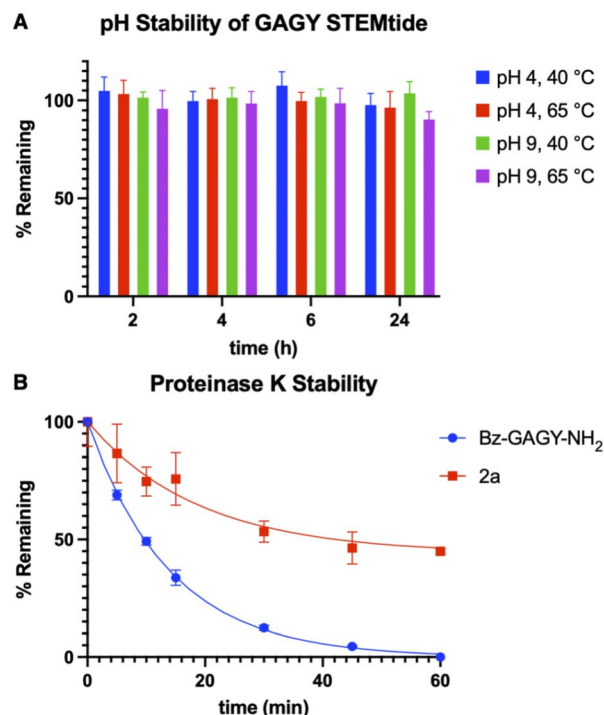 A
pH Stability of GAGY STEMtide
% Remaining
100
50
0
2
4
6
24
time (h)
pH 4, 40 °C
pH 4, 65 °C
pH 9, 40 °C
pH 9, 65 °C
B
Proteinase K Stability
% Remaining
100
50
0
0
20
40
60
time (min)
Bz-GAGY-NH₂
2a